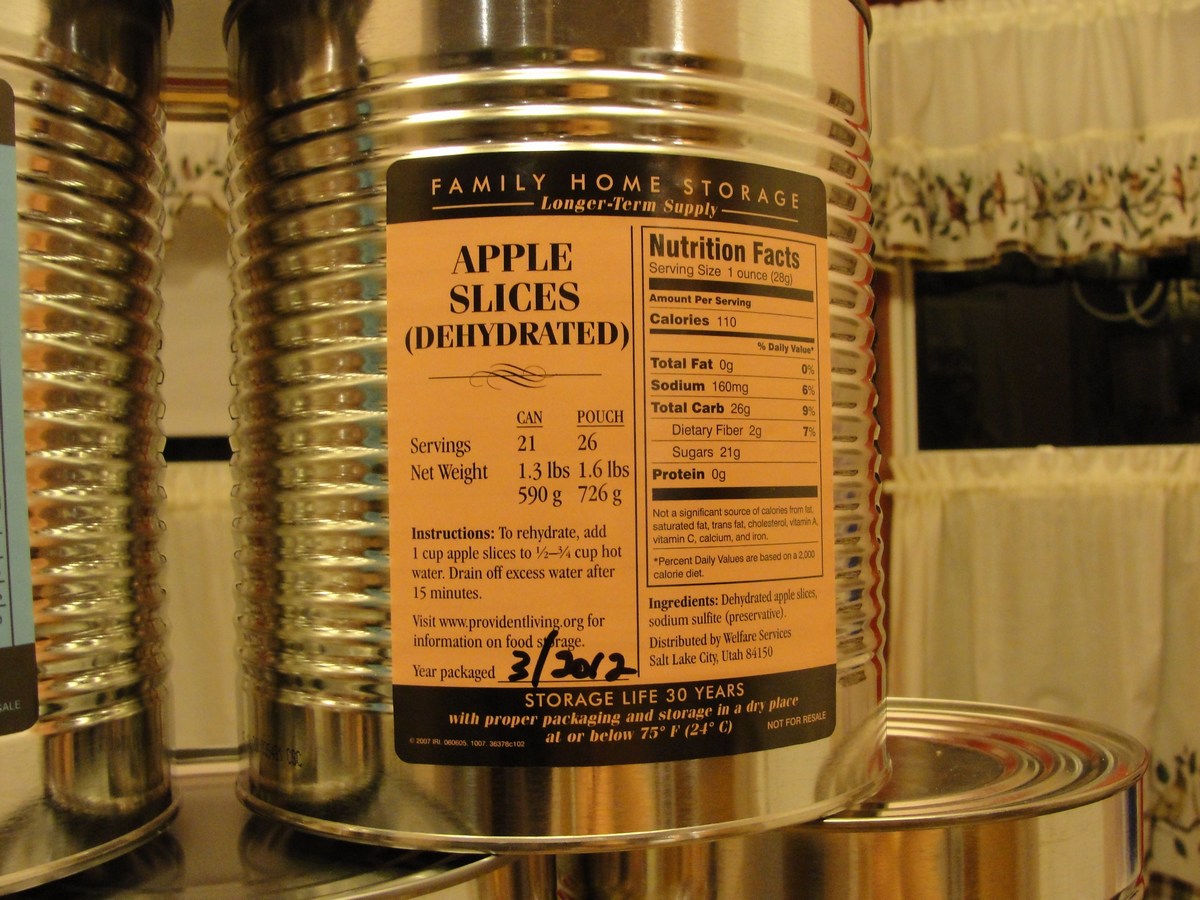 FAMILY HOME STORAGE
Longer-Term Supply
APPLE
SLICES
(DEHYDRATED)
CAN POUCH
Servings 21 26
Net Weight 1.3 lbs 1.6 lbs
590 g 726 g
Instructions: To rehydrate, add
1 cup apple slices to ½–¾ cup hot
water. Drain off excess water after
15 minutes.
Visit www.providentliving.org for
information on food storage.
Year packaged 3/2012
Nutrition Facts
Serving Size 1 ounce (28g)
Amount Per Serving
Calories 110
% Daily Value*
Total Fat 0g 0%
Sodium 160mg 6%
Total Carb 26g 9%
Dietary Fiber 2g 7%
Sugars 21g
Protein 0g
Not a significant source of calories from fat,
saturated fat, trans fat, cholesterol, vitamin A,
vitamin C, calcium, and iron.
*Percent Daily Values are based on a 2,000
calorie diet.
Ingredients: Dehydrated apple slices,
sodium sulfite (preservative).
Distributed by Welfare Services
Salt Lake City, Utah 84150
STORAGE LIFE 30 YEARS
with proper packaging and storage in a dry place
at or below 75° F (24° C)
NOT FOR RESALE
© 2007 IRI. 060605. 1007. 36378c102